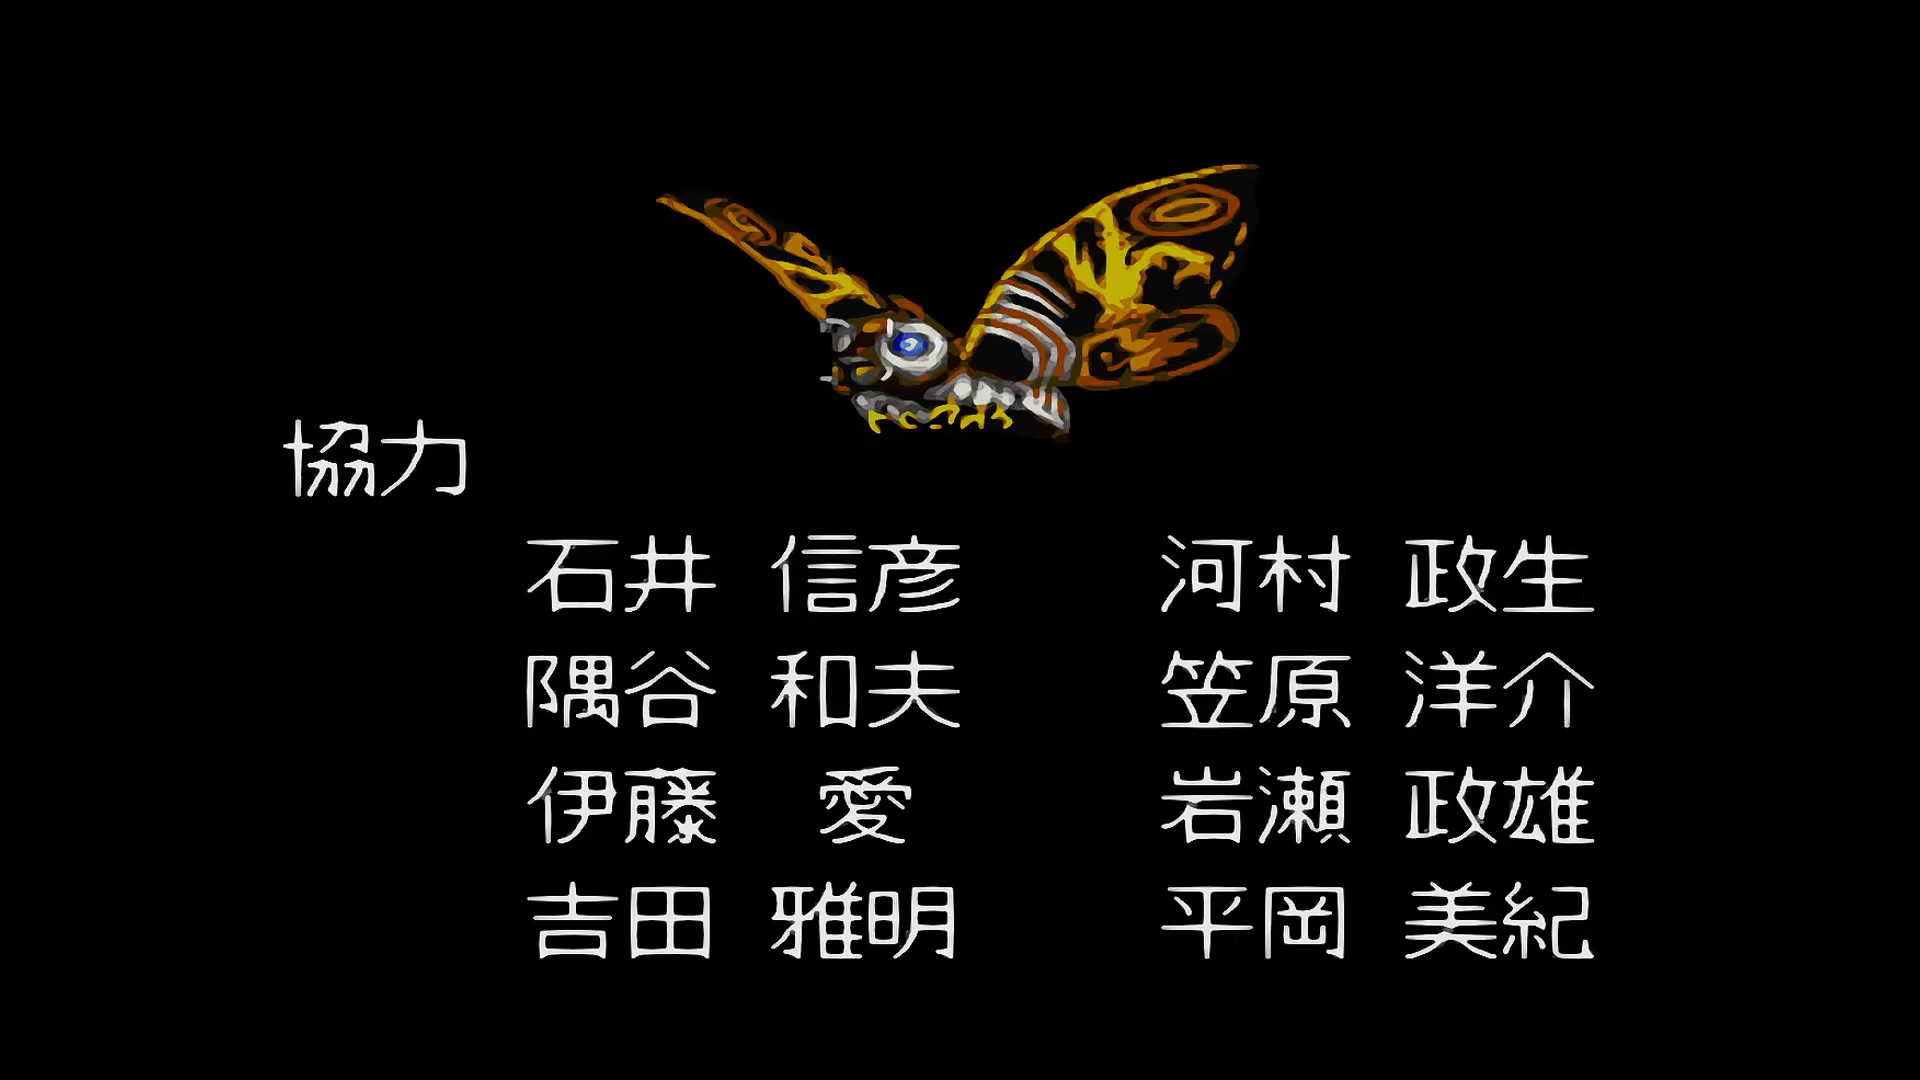 協力
石井 信彦 河村 政生
隅谷 和夫 笠原 洋介
伊藤 愛 岩瀬 政雄
吉田 雅明 平岡 美紀